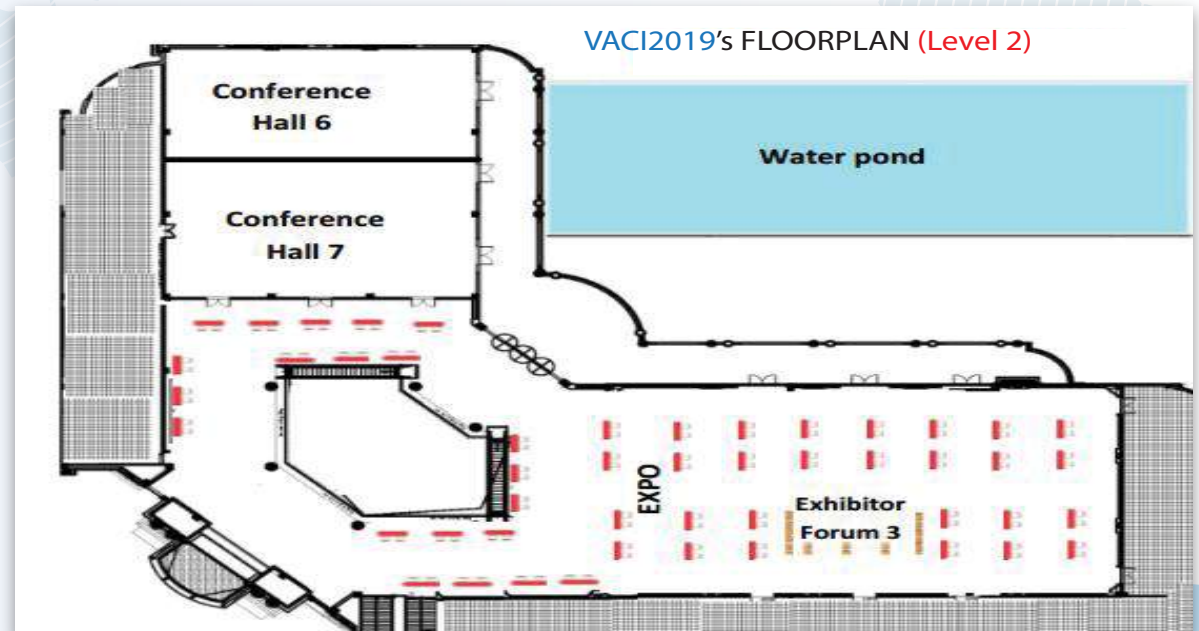 VACI2019's FLOORPLAN (Level 2)
Conference
Hall 6
Water pond
Conference
Hall 7
EXPO
Exhibitor
Forum 3